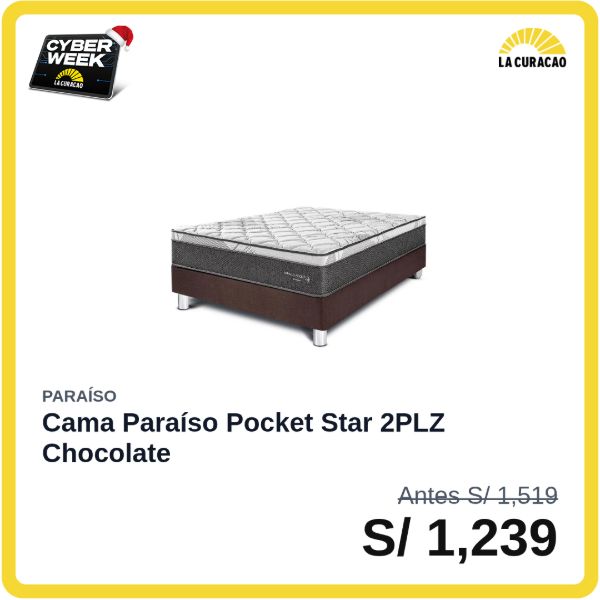 CYBER
WEEK
LA CURACAO
LA CURACAO
PARAÍSO
Cama Paraíso Pocket Star 2PLZ
Chocolate
Antes S/ 1,519
S/ 1,239